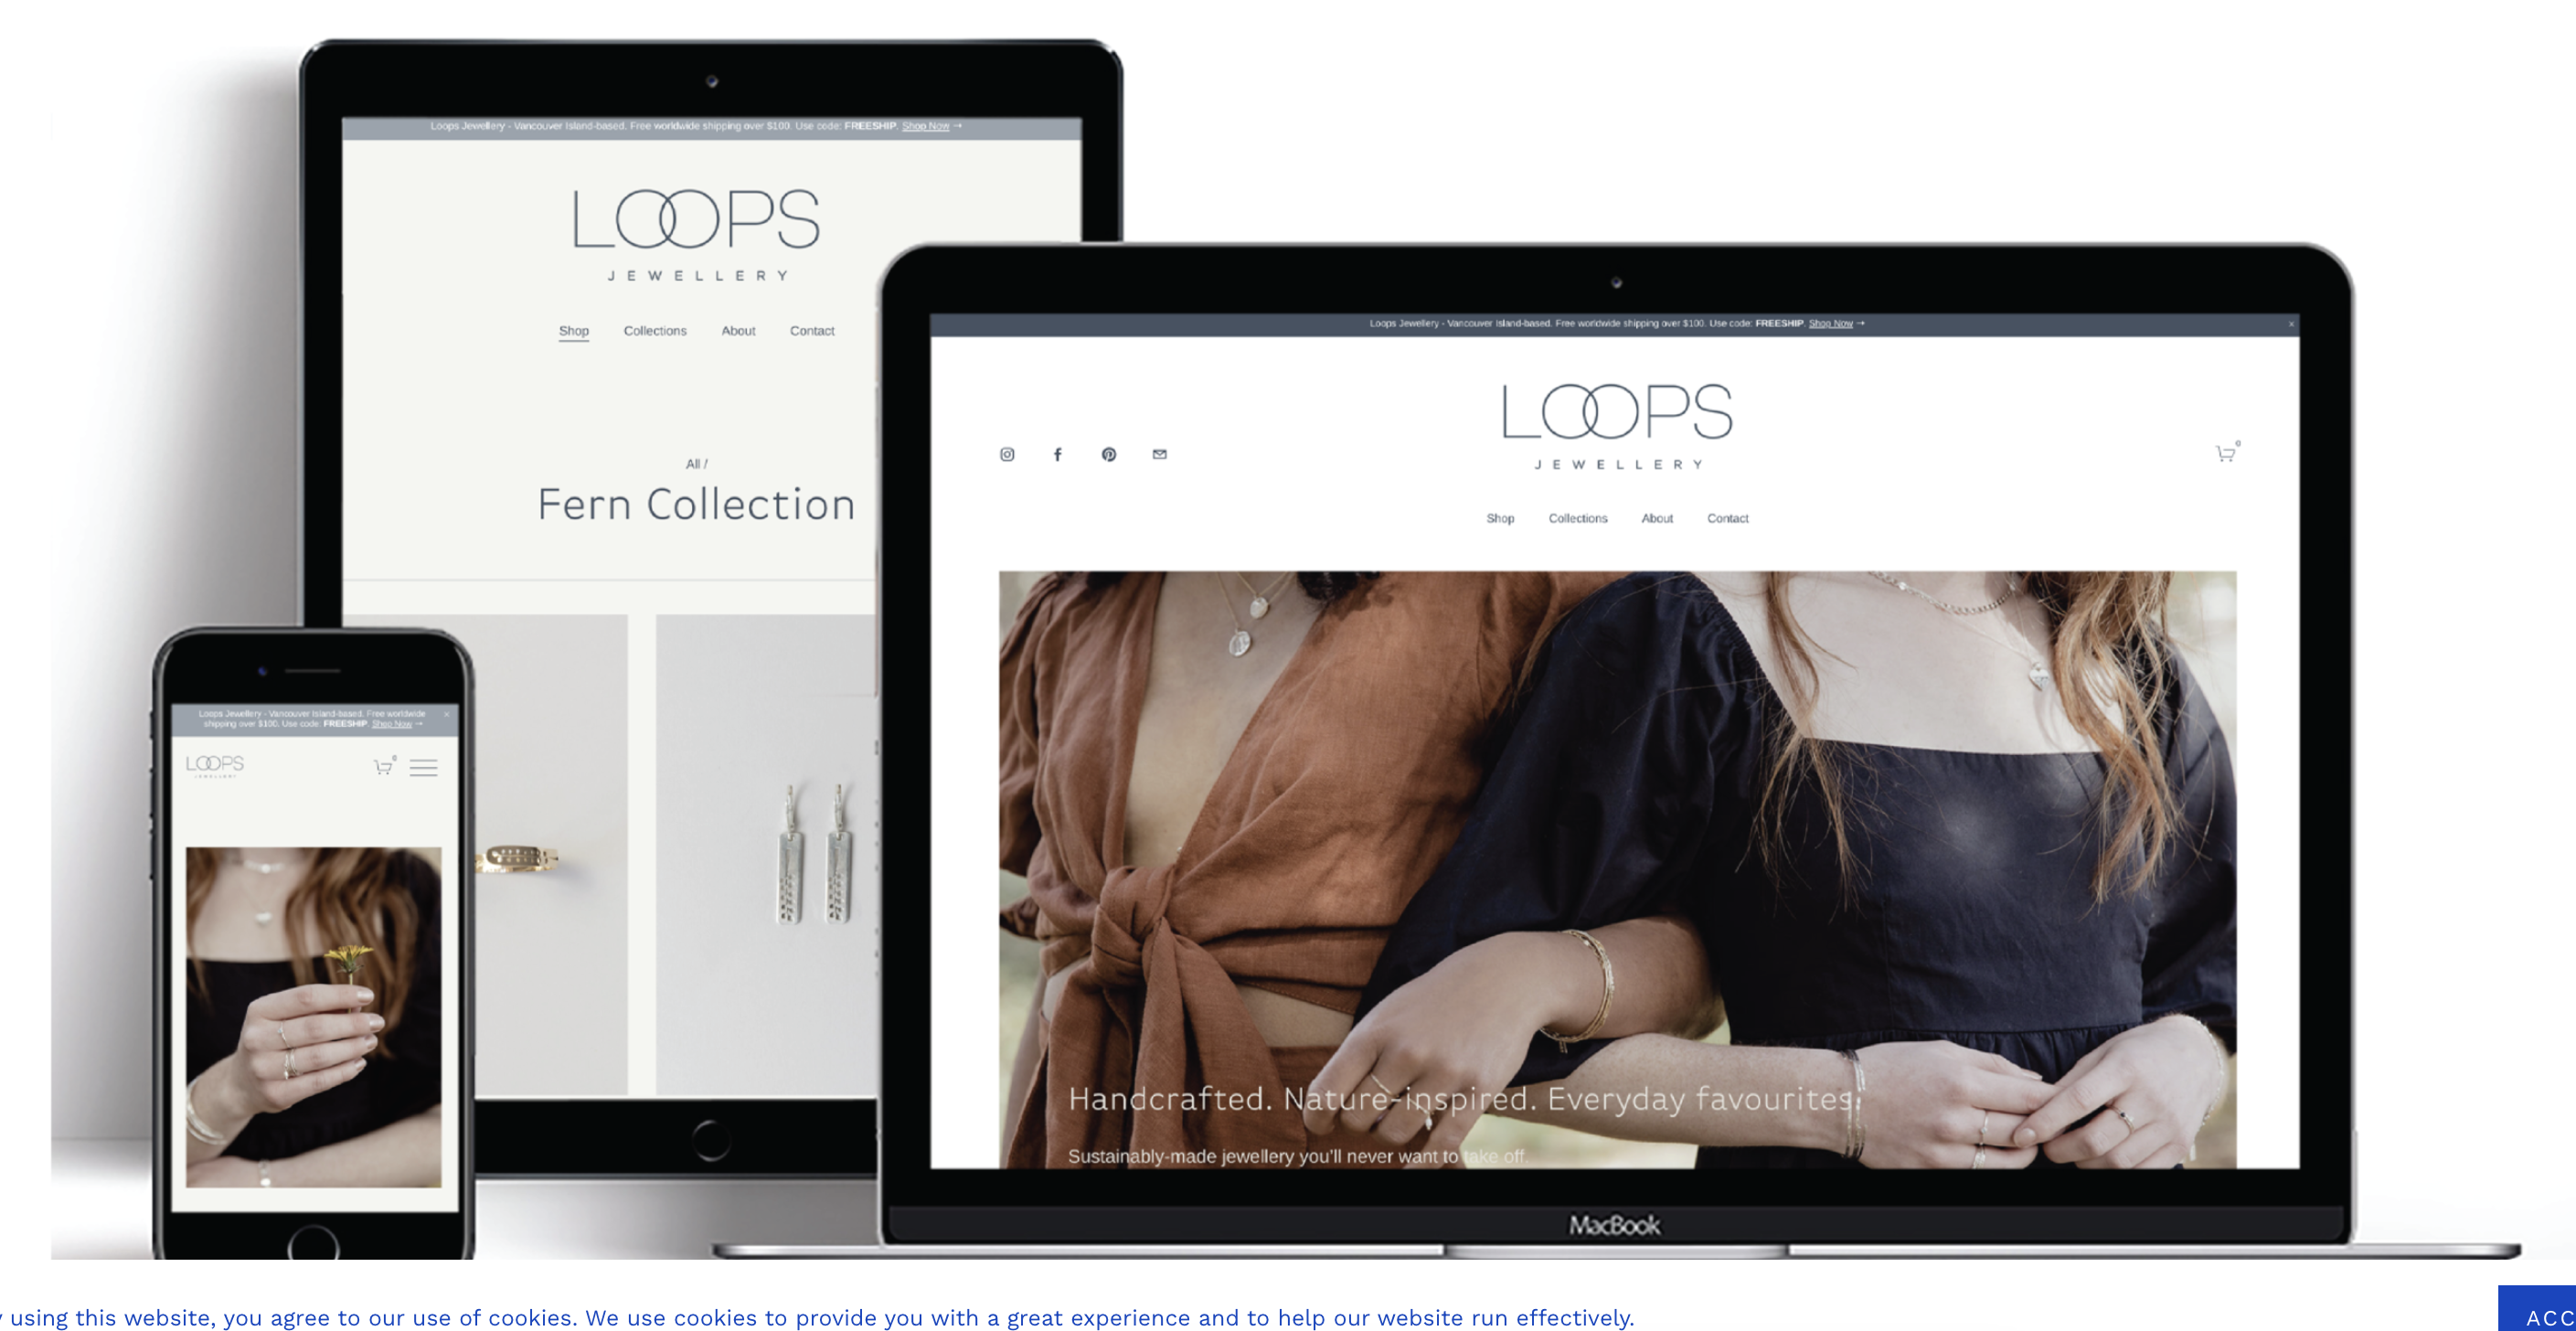 Loops Jewellery - Vancouver Island-based. Free worldwide shipping over $100. Use code: FREESHIP. Shop Now →
LOOPS
JEWELLERY
Shop Collections About Contact
All /
Fern Collection
Loops Jewellery - Vancouver Island-based. Free worldwide shipping over $100. Use code: FREESHIP. Shop Now → ×
LOOPS
JEWELLERY
0
Shop Collections About Contact
Handcrafted. Nature-inspired. Everyday favourites.
Sustainably-made jewellery you'll never want to take off.
MacBook
Loops Jewellery - Vancouver Island-based. Free worldwide ×
shipping over $100. Use code: FREESHIP. Shop Now →
LOOPS
JEWELLERY
0
using this website, you agree to our use of cookies. We use cookies to provide you with a great experience and to help our website run effectively.
ACC